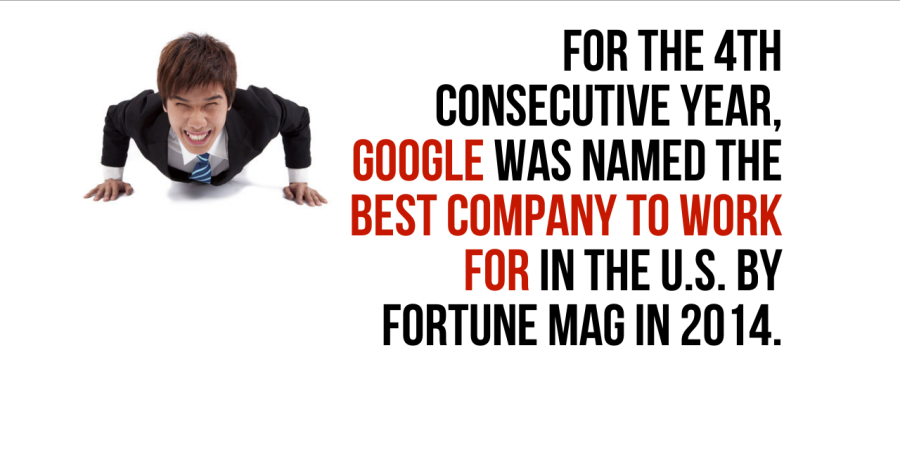 FOR THE 4TH
CONSECUTIVE YEAR,
GOOGLE WAS NAMED THE
BEST COMPANY TO WORK
FOR IN THE U.S. BY
FORTUNE MAG IN 2014.